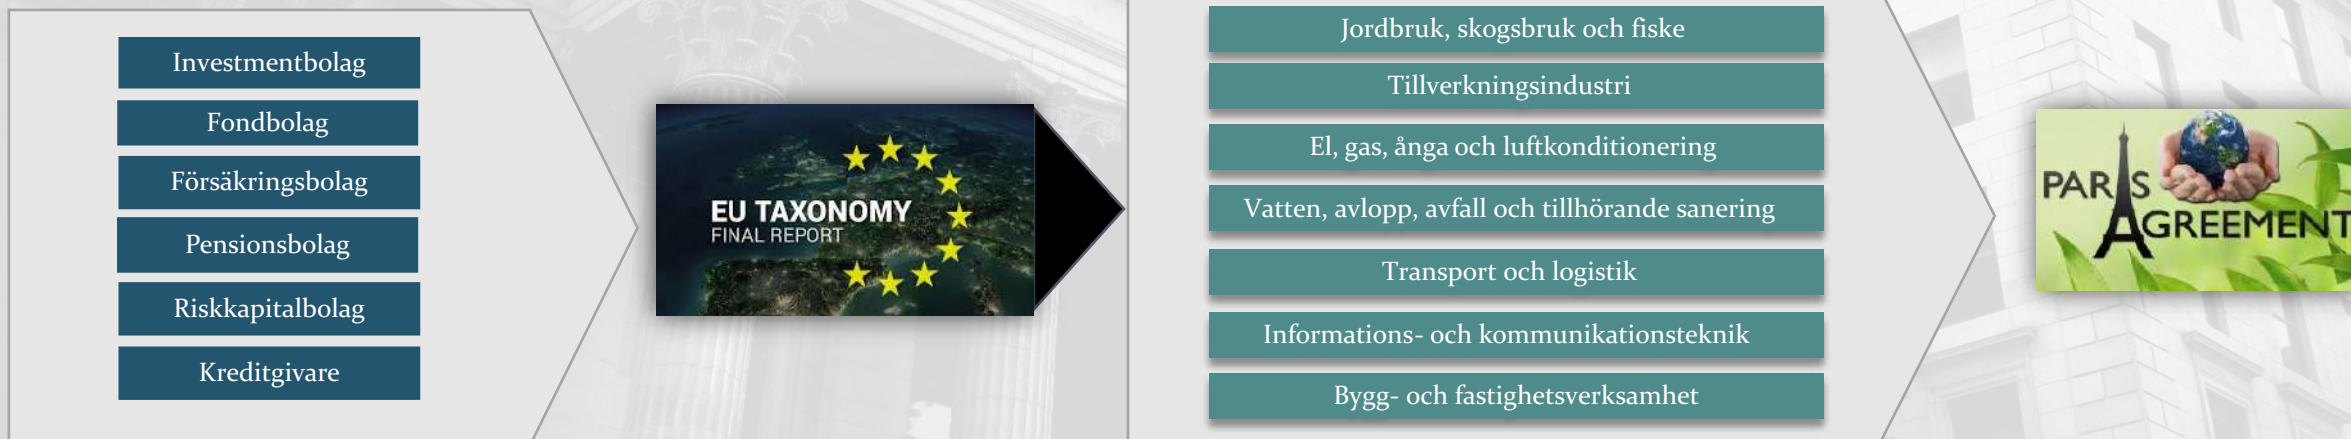 Investmentbolag
Fondbolag
Försäkringsbolag
Pensionsbolag
Riskkapitalbolag
Kreditgivare
EU TAXONOMY
FINAL REPORT
Jordbruk, skogsbruk och fiske
Tillverkningsindustri
El, gas, ånga och luftkonditionering
Vatten, avlopp, avfall och tillhörande sanering
Transport och logistik
Informations- och kommunikationsteknik
Bygg- och fastighetsverksamhet
PARIS
AGREEMENT